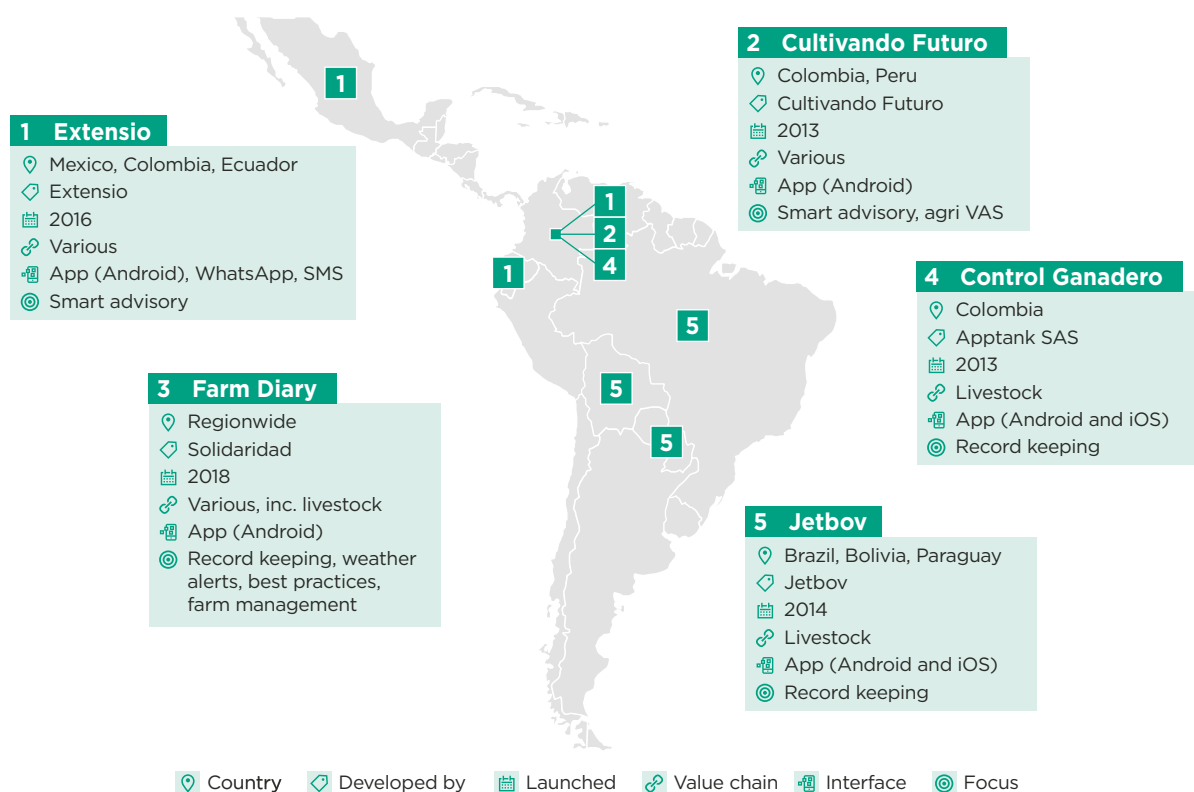 1 Extensio
Mexico, Colombia, Ecuador
Extensio
2016
Various
App (Android), WhatsApp, SMS
Smart advisory
2 Cultivando Futuro
Colombia, Peru
Cultivando Futuro
2013
Various
App (Android)
Smart advisory, agri VAS
3 Farm Diary
Regionwide
Solidaridad
2018
Various, inc. livestock
App (Android)
Record keeping, weather
alerts, best practices,
farm management
4 Control Ganadero
Colombia
Apptank SAS
2013
Livestock
App (Android and iOS)
Record keeping
5 Jetbov
Brazil, Bolivia, Paraguay
Jetbov
2014
Livestock
App (Android and iOS)
Record keeping
1
1
2
4
1
5
5
5
Country Developed by Launched Value chain Interface Focus